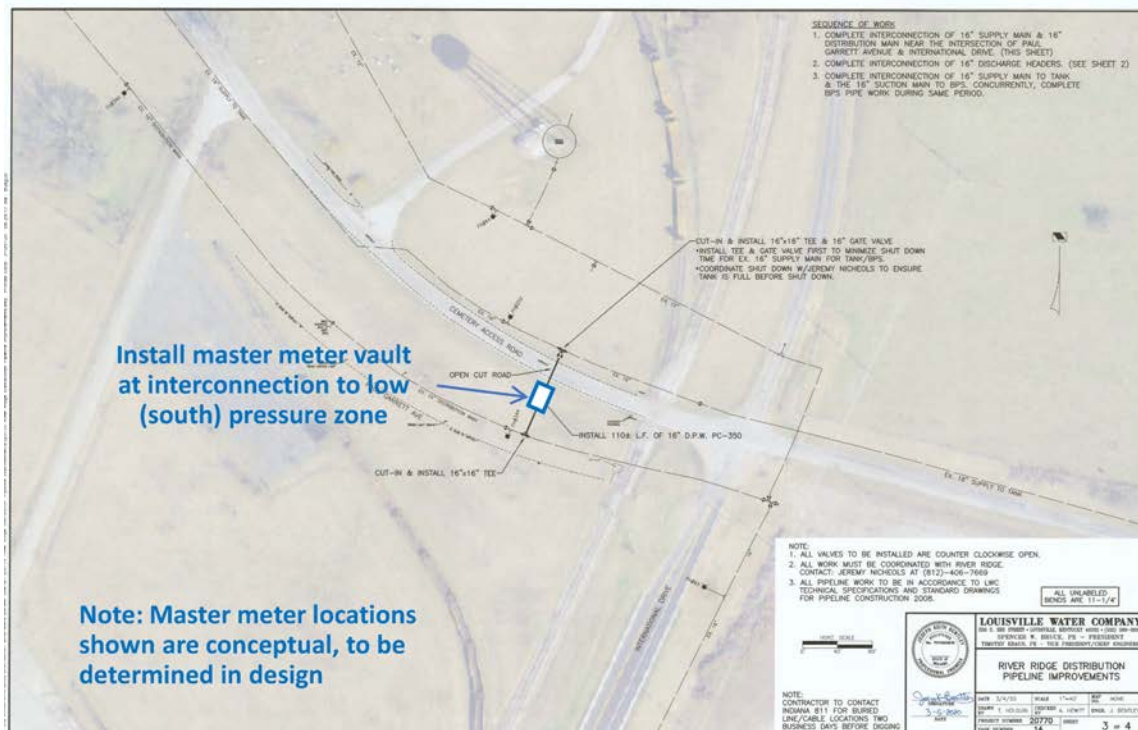 SEQUENCE OF WORK
1. COMPLETE INTERCONNECTION OF 16" SUPPLY MAIN & 16"
DISTRIBUTION MAIN NEAR THE INTERSECTION OF PAUL
GARRETT AVENUE & INTERNATIONAL DRIVE. (THIS SHEET)
2. COMPLETE INTERCONNECTION OF 16" DISCHARGE HEADERS. (SEE SHEET 2)
3. COMPLETE INTERCONNECTION OF 16" SUPPLY MAIN TO TANK
& THE 16" SUCTION MAIN TO BPS. CONCURRENTLY, COMPLETE
BPS PIPE WORK DURING SAME PERIOD.
CUT-IN & INSTALL 16"x16" TEE & 16" GATE VALVE
•INSTALL TEE & GATE VALVE FIRST TO MINIMIZE SHUT DOWN
TIME FOR EX. 16" SUPPLY MAIN FOR TANK/BPS.
•COORDINATE SHUT DOWN W/JEREMY NICHEOLS TO ENSURE
TANK IS FULL BEFORE SHUT DOWN.
CEMETERY ACCESS ROAD
Install master meter vault
at interconnection to low
(south) pressure zone
OPEN CUT ROAD
GARRETT AVE
INSTALL 110± L.F. OF 16" D.P.W. PC-350
CUT-IN & INSTALL 16"x16" TEE
EX. 16" SUPPLY TO TANK
INTERNATIONAL DRIVE
Note: Master meter locations
shown are conceptual, to be
determined in design
NOTE:
1. ALL VALVES TO BE INSTALLED ARE COUNTER CLOCKWISE OPEN.
2. ALL WORK MUST BE COORDINATED WITH RIVER RIDGE.
CONTACT: JEREMY NICHEOLS AT (812)-406-7669
3. ALL PIPELINE WORK TO BE IN ACCORDANCE TO LWC
TECHNICAL SPECIFICATIONS AND STANDARD DRAWINGS
FOR PIPELINE CONSTRUCTION 2008.
ALL UNLABELED
BENDS ARE 11-1/4°
NOTE:
CONTRACTOR TO CONTACT
INDIANA 811 FOR BURIED
LINE/CABLE LOCATIONS TWO
BUSINESS DAYS BEFORE DIGGING
LOUISVILLE WATER COMPANY
SPENCER W. BRUCE, PE - PRESIDENT
RIVER RIDGE DISTRIBUTION
PIPELINE IMPROVEMENTS
PROJECT NUMBER 20770
SHEET 3 OF 4